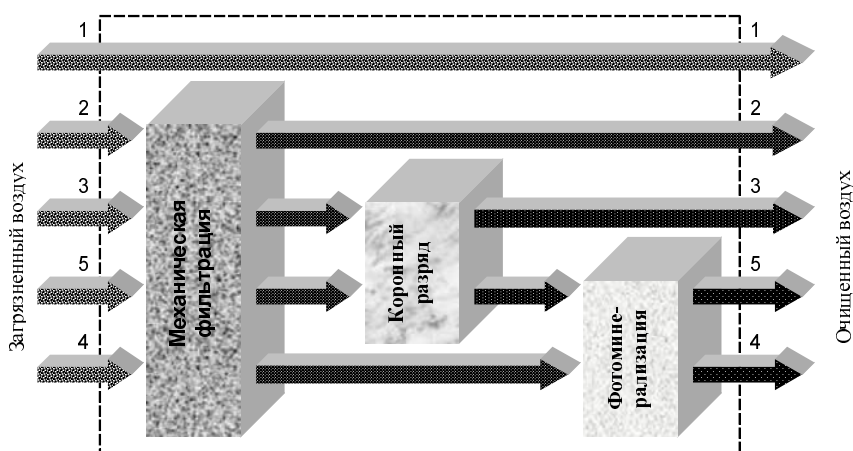 1 1
2 2
3 3
5 5
4 4
Загрязненный воздух
Механическая
фильтрация
Коронный
разряд
Фотомине-
рализация
Очищенный воздух